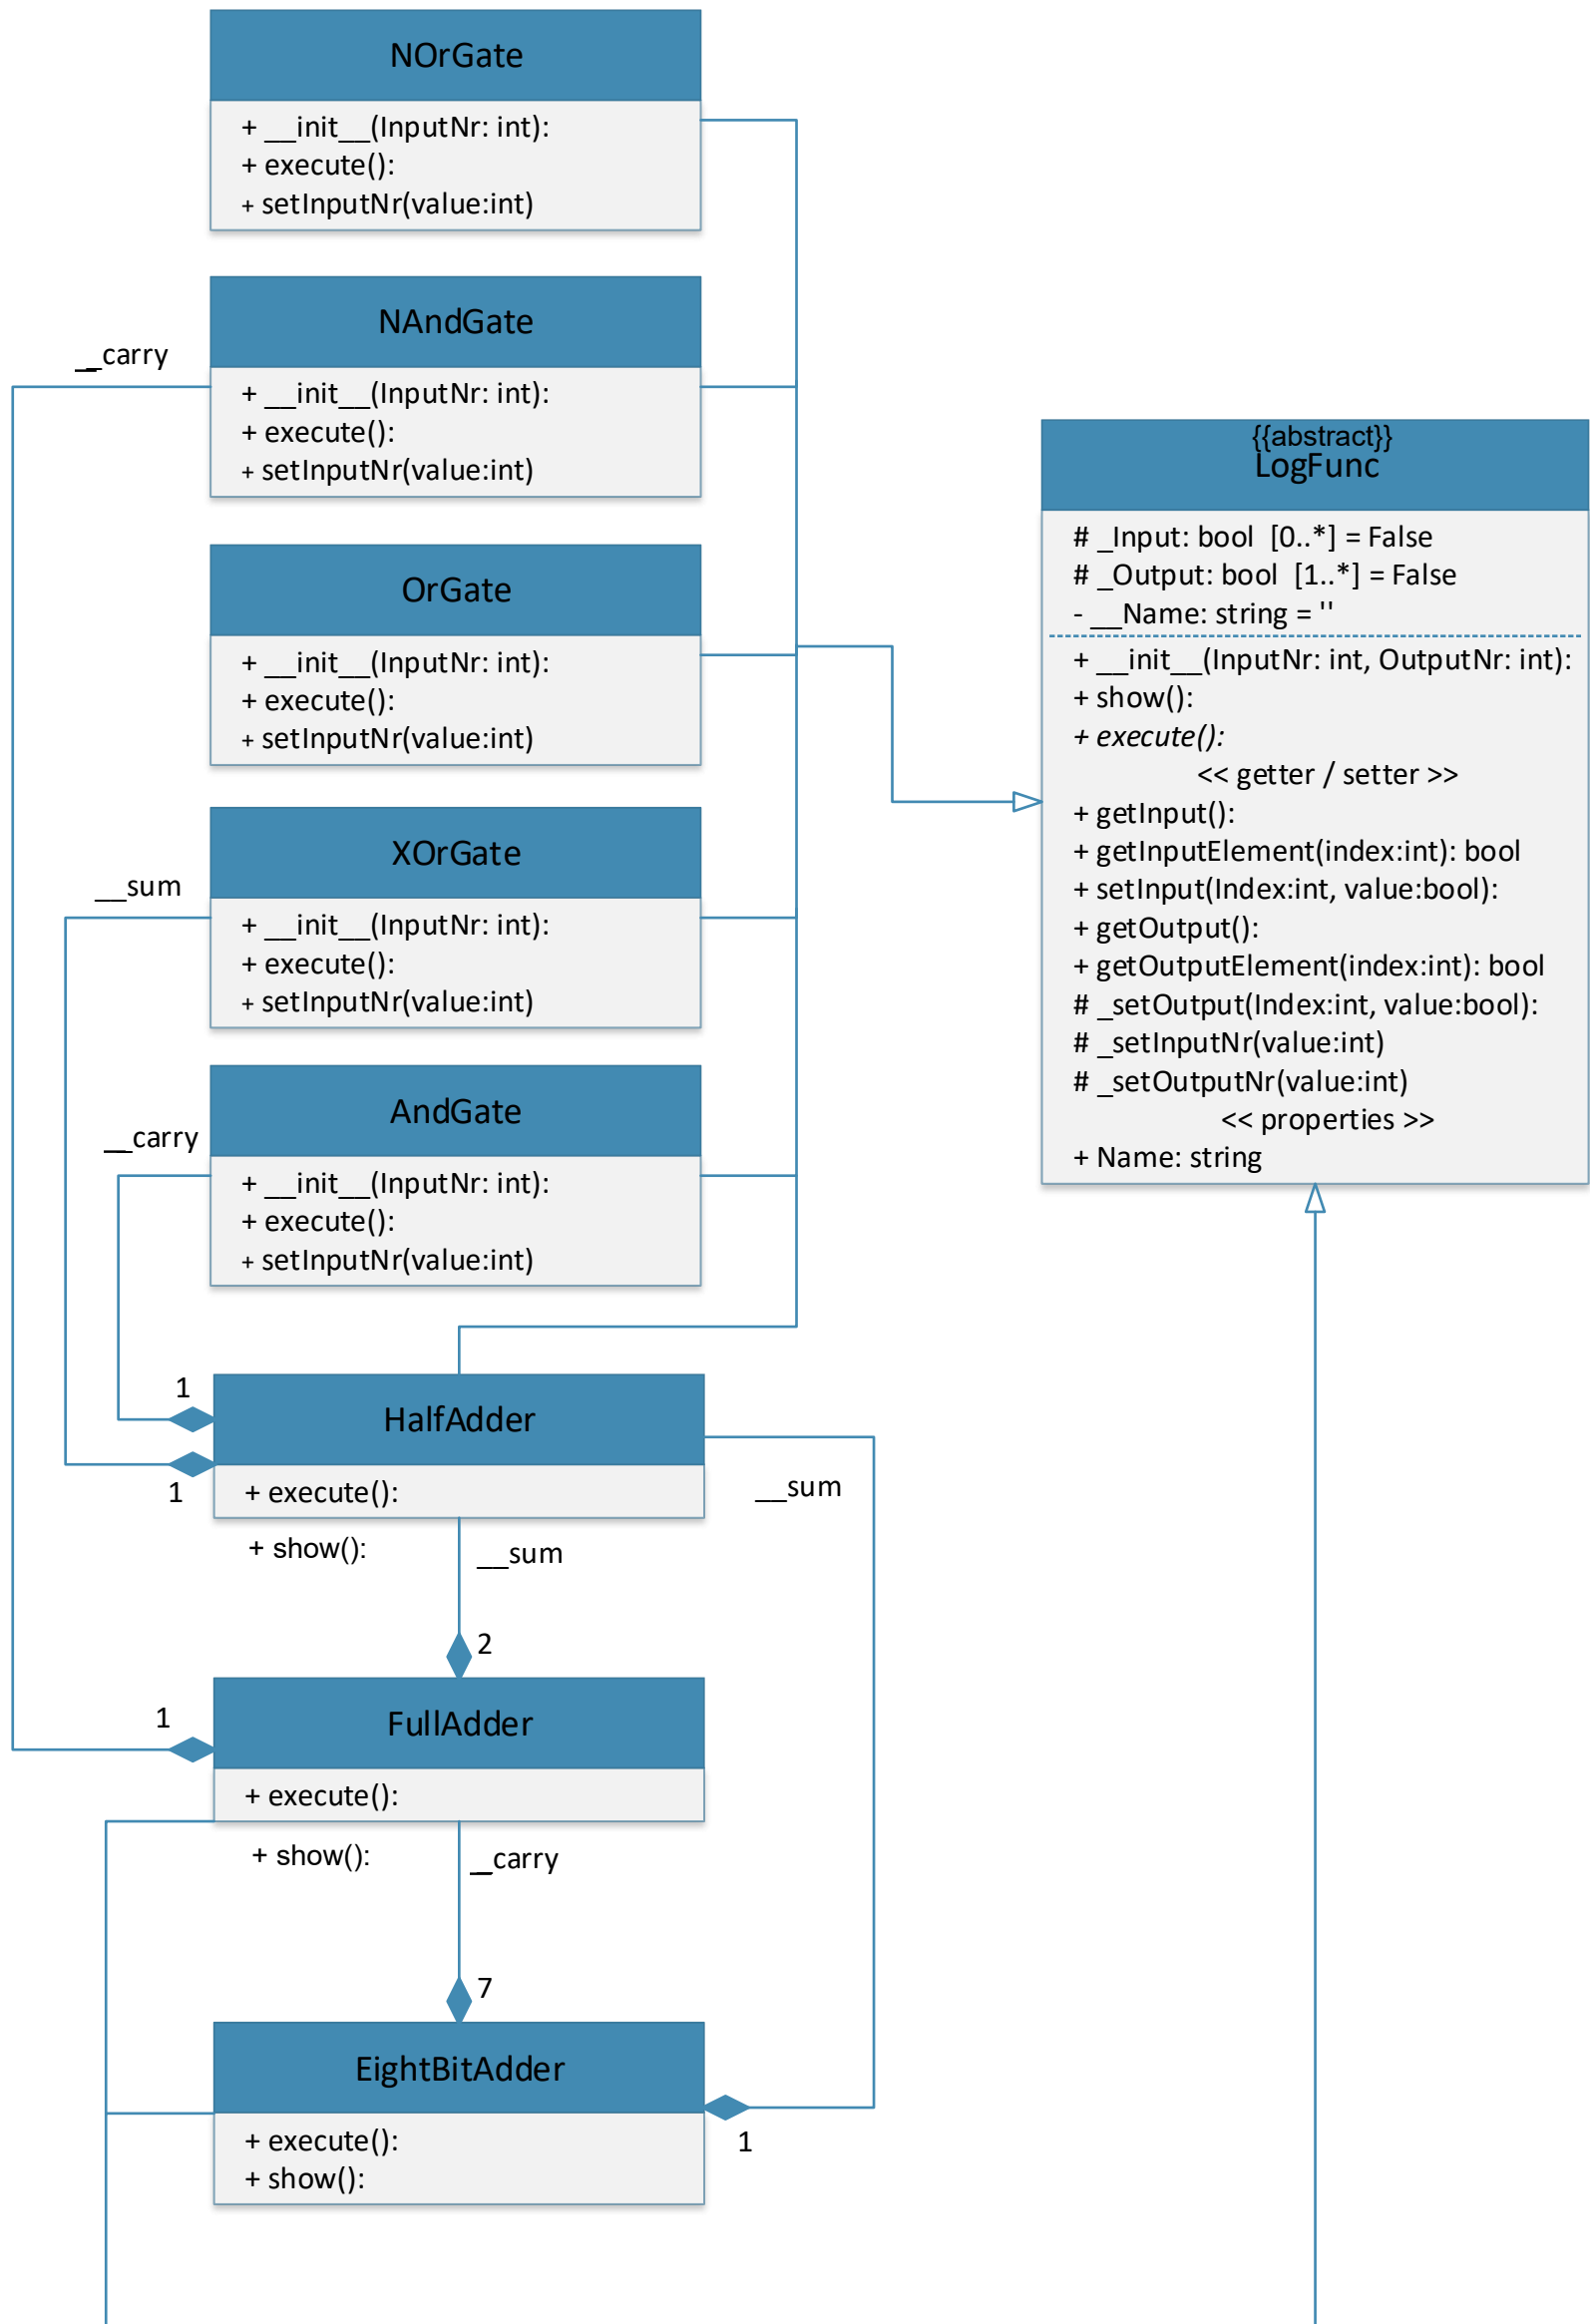 NOrGate
+ __init__(InputNr: int):
+ execute():
+ setInputNr(value:int)
NAndGate
+ __init__(InputNr: int):
+ execute():
+ setInputNr(value:int)
__carry
OrGate
+ __init__(InputNr: int):
+ execute():
+ setInputNr(value:int)
XOrGate
+ __init__(InputNr: int):
+ execute():
+ setInputNr(value:int)
__sum
AndGate
+ __init__(InputNr: int):
+ execute():
+ setInputNr(value:int)
__carry
{{abstract}}
LogFunc
# _Input: bool [0..*] = False
# _Output: bool [1..*] = False
- __Name: string = ''
+ __init__(InputNr: int, OutputNr: int):
+ show():
+ execute():
<< getter / setter >>
+ getInput():
+ getInputElement(index:int): bool
+ setInput(Index:int, value:bool):
+ getOutput():
+ getOutputElement(index:int): bool
# _setOutput(Index:int, value:bool):
# _setInputNr(value:int)
# _setOutputNr(value:int)
<< properties >>
+ Name: string
1
HalfAdder
1
+ execute():
+ show():
__sum
__sum
2
1
FullAdder
+ execute():
+ show():
__carry
7
EightBitAdder
+ execute():
+ show():
1